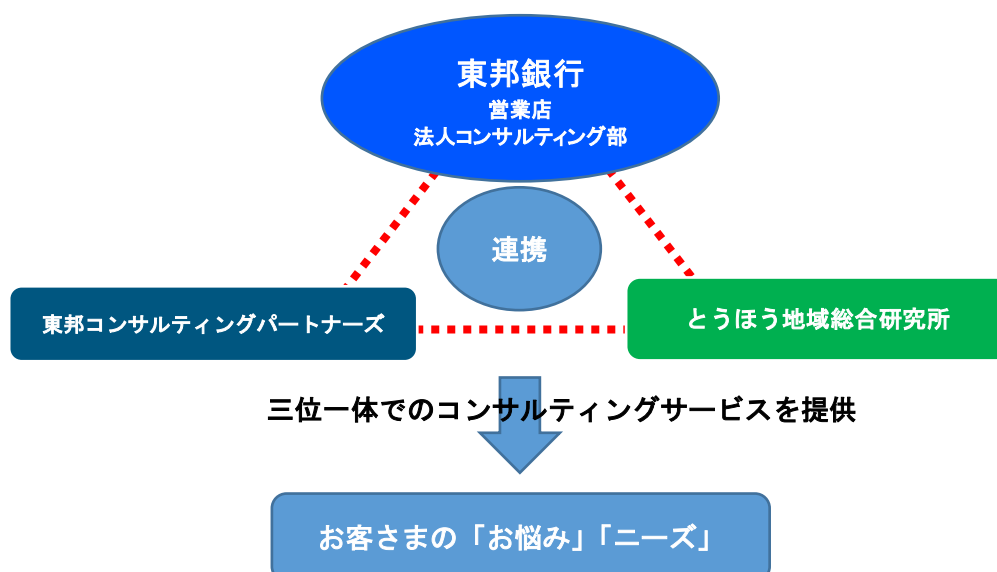 東邦銀行
営業店
法人コンサルティング部
連携
東邦コンサルティングパートナーズ
とうほう地域総合研究所
三位一体でのコンサルティングサービスを提供
お客さまの「お悩み」「ニーズ」